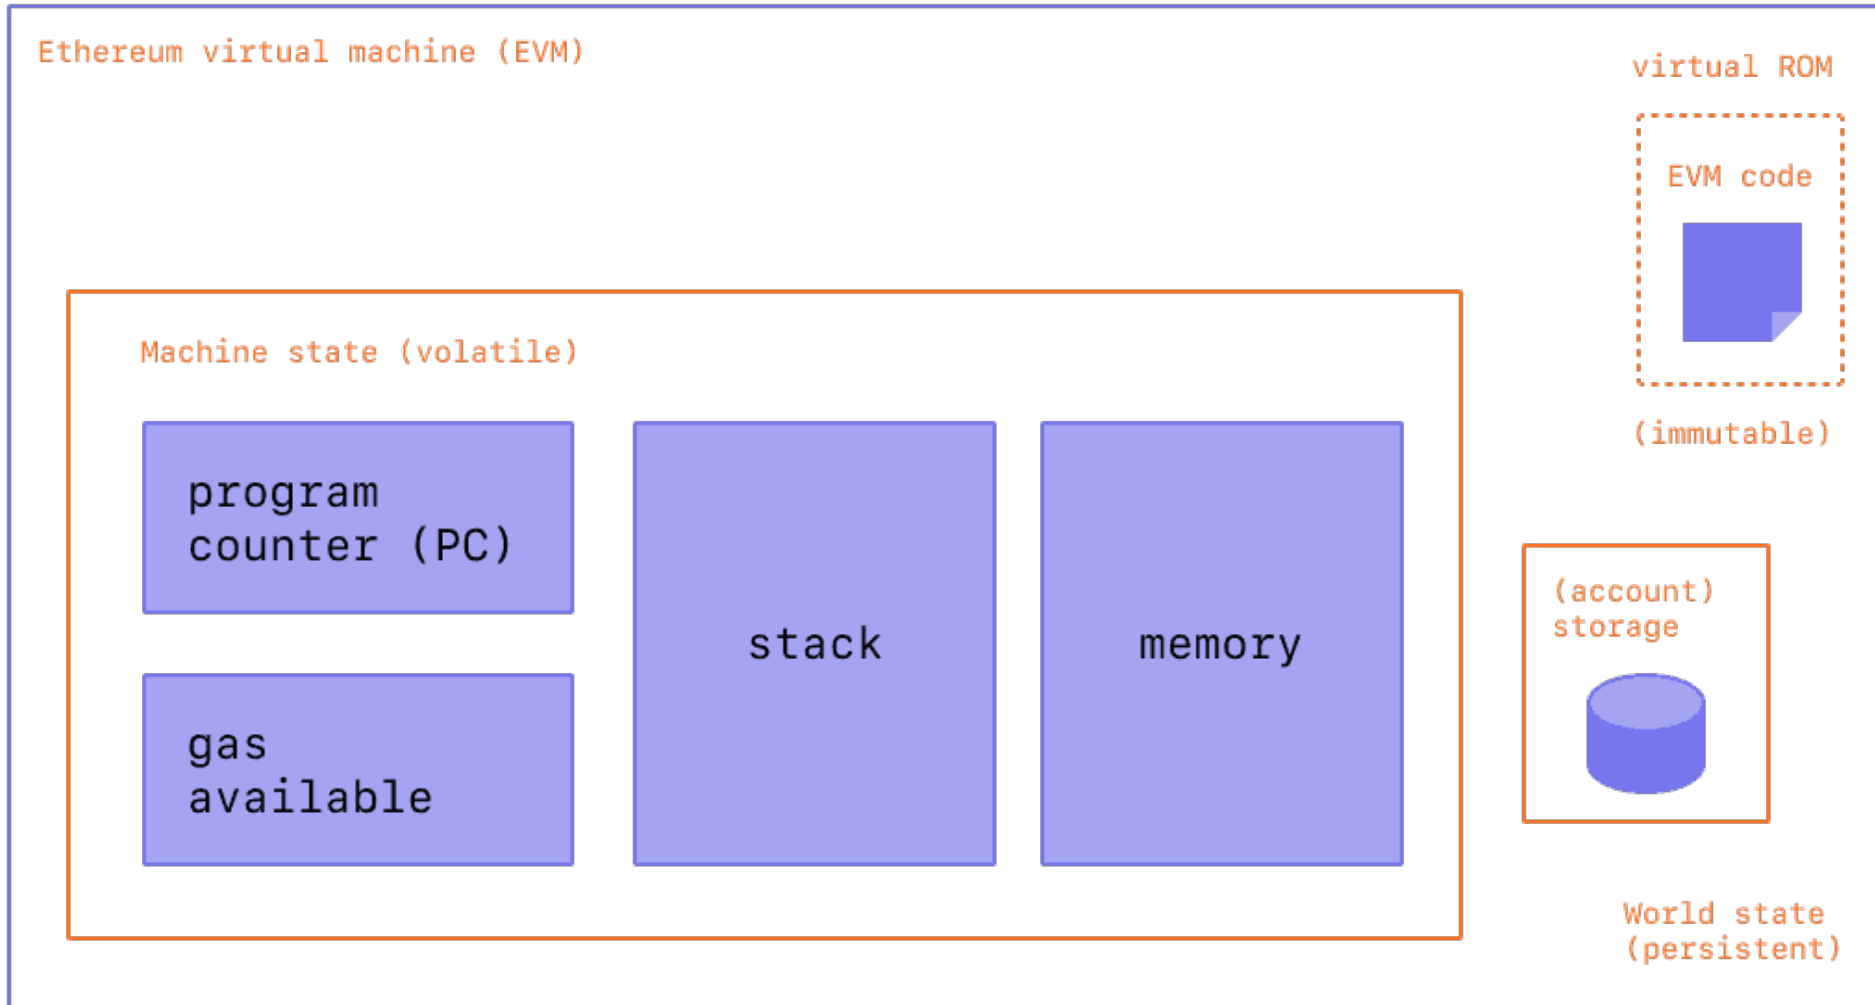 Ethereum virtual machine (EVM)
virtual ROM
EVM code
(immutable)
Machine state (volatile)
program
counter (PC)
gas
available
stack
memory
(account)
storage
World state
(persistent)